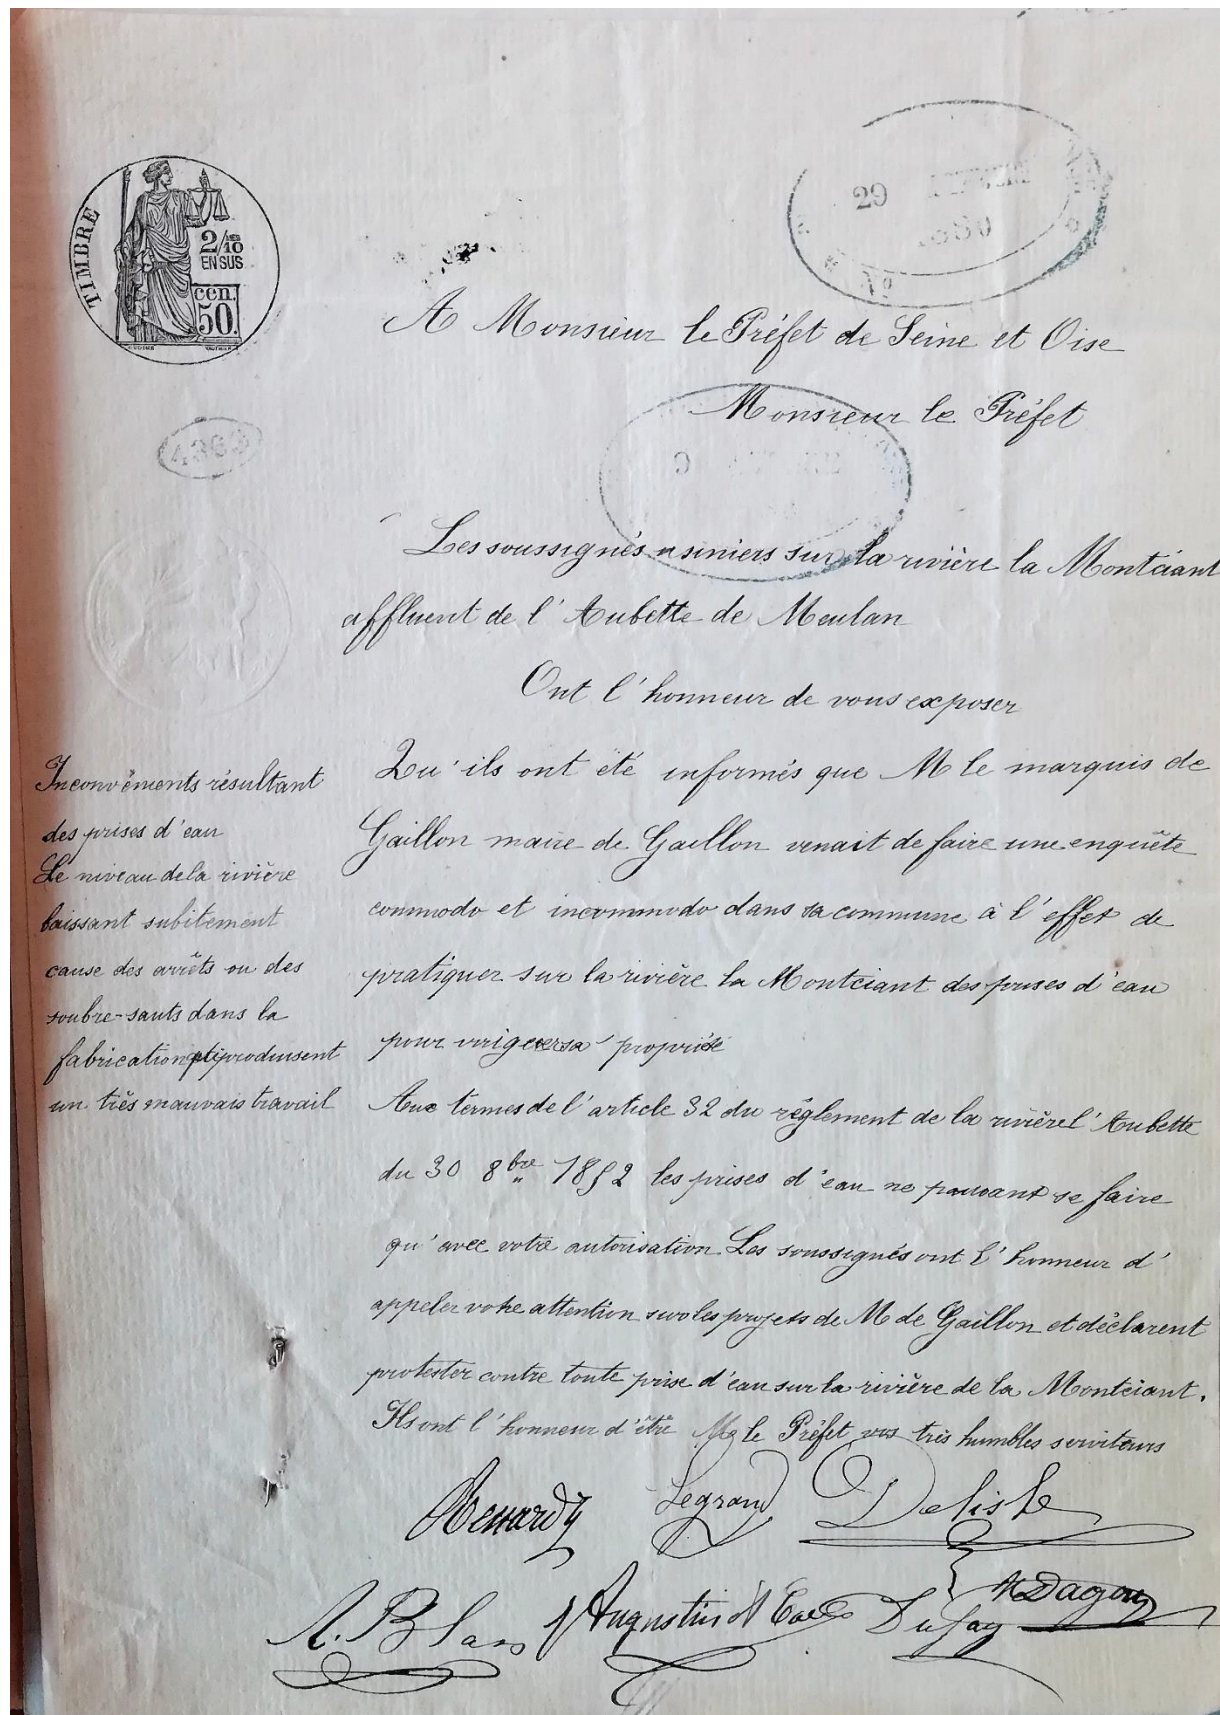 TIMBRE
2/10 EN SUS
cen. 50.
29
1880
No
A Monsieur le Préfet de Seine et Oise
Monsieur le Préfet
4363
Les soussignés usiniers sur la rivière la Montciant
affluent de l'Aubette de Meulan
Ont l'honneur de vous exposer
Qu'ils ont été informés que M le marquis de
Gaillon maire de Gaillon venait de faire une enquête
commodo et incommodo dans sa commune à l'effet de
pratiquer sur la rivière la Montciant des prises d'eau
pour sa propriété
Aux termes de l'article 32 du règlement de la rivière l'Aubette
du 30 8bre 1852 les prises d'eau ne pouvant se faire
qu'avec votre autorisation Les soussignés ont l'honneur d'
appeler votre attention sur les projets de M de Gaillon et déclarent
protester contre toute prise d'eau sur la rivière de la Montciant.
Ils ont l'honneur d'être Mr le Préfet vos très humbles serviteurs
Inconvénients résultant
des prises d'eau
Le niveau de la rivière
baissant subitement
cause des arrêts ou des
soubre-sauts dans la
fabrication produisent
un très mauvais travail
Legrand Delisle
A. Blan Augustin Dufay